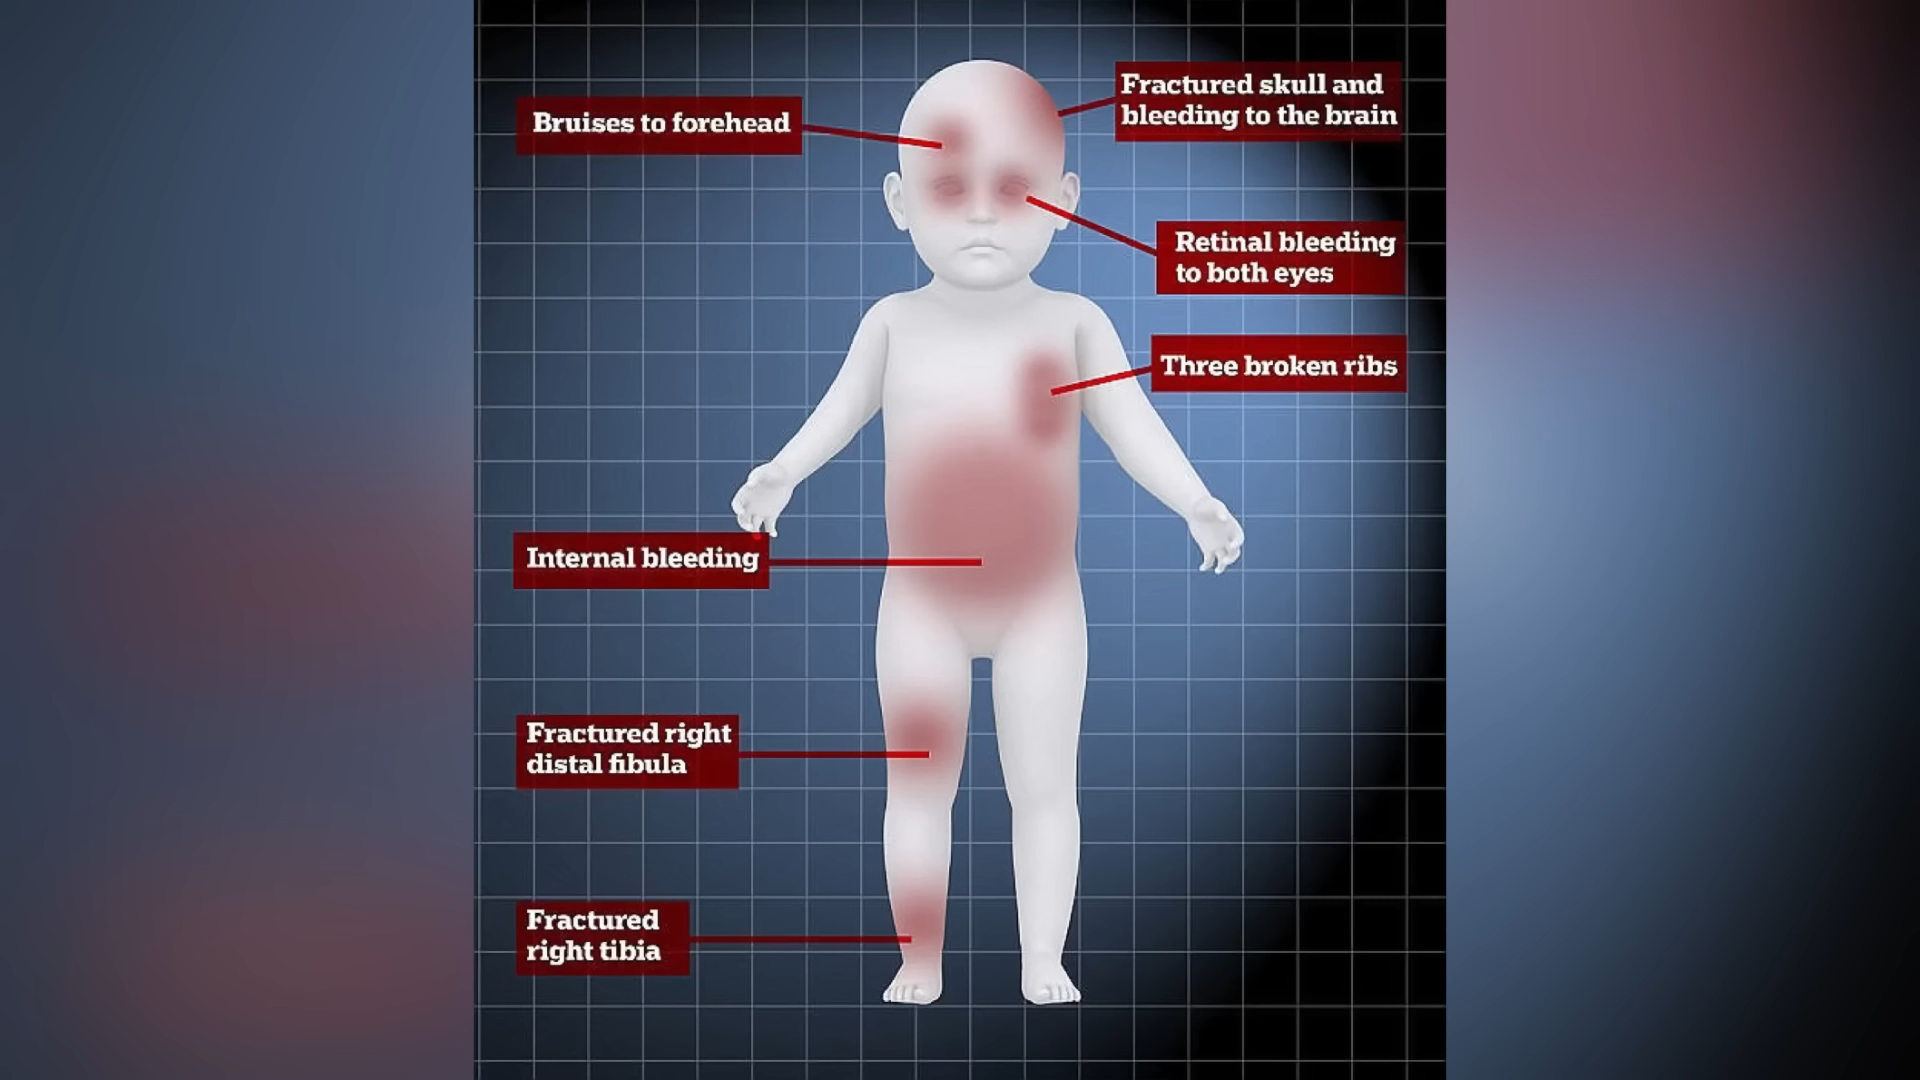 Bruises to forehead
Fractured skull and
bleeding to the brain
Retinal bleeding
to both eyes
Three broken ribs
Internal bleeding
Fractured right
distal fibula
Fractured
right tibia